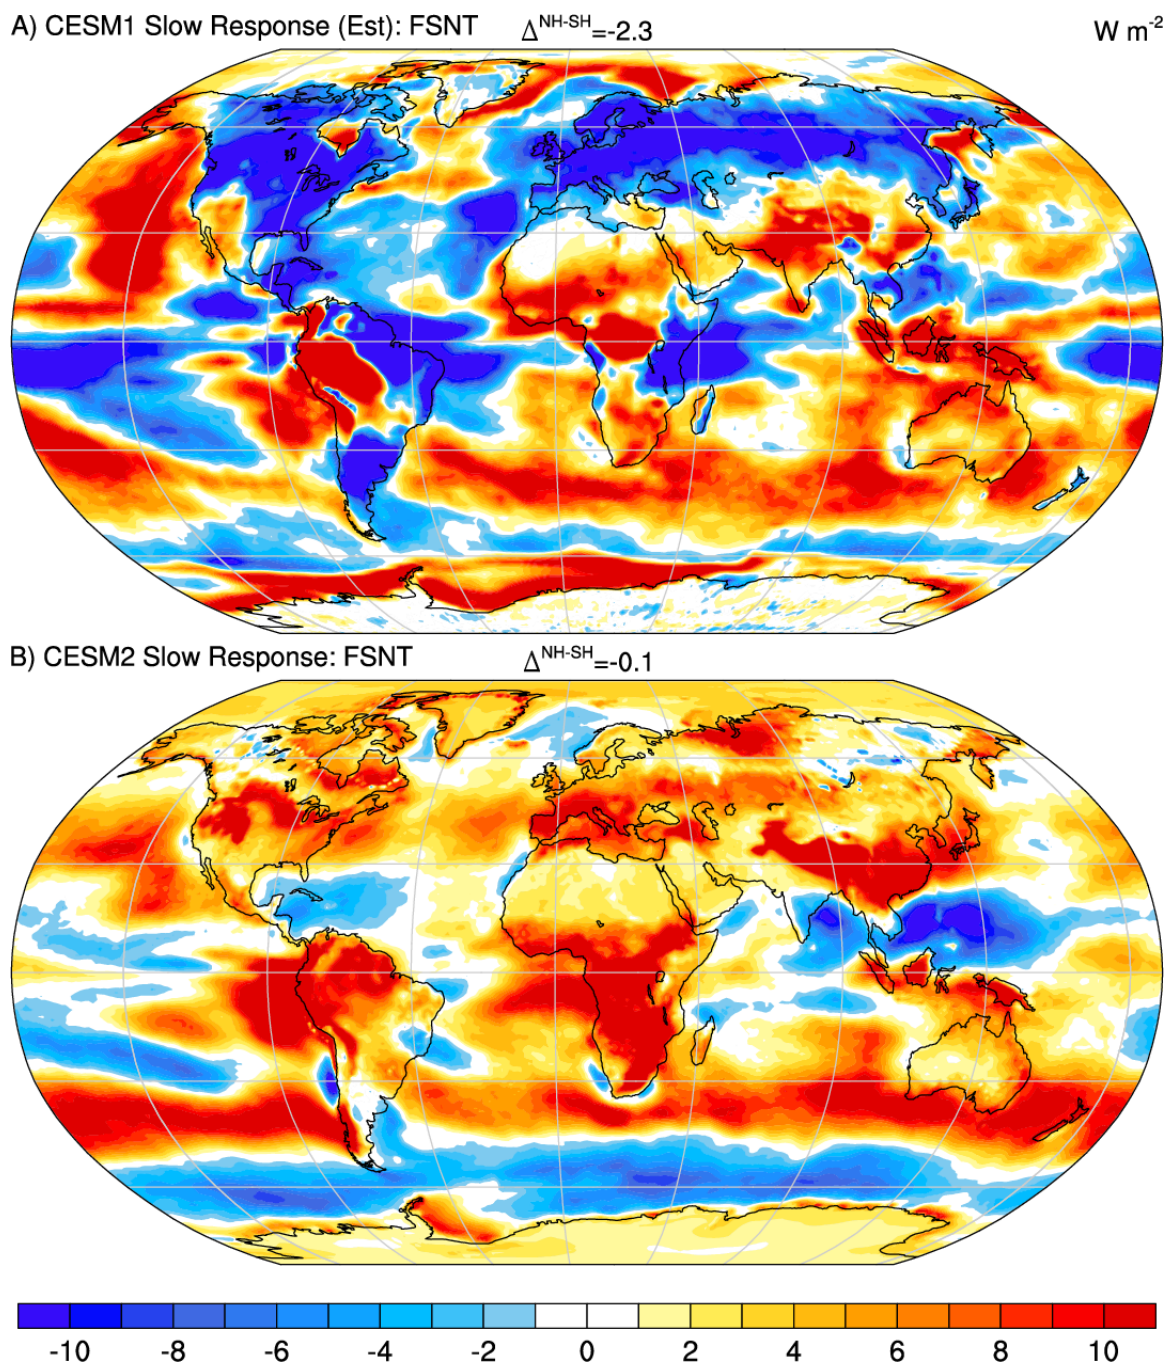 A) CESM1 Slow Response (Est): FSNT Δ^NH-SH=-2.3 W m^-2
B) CESM2 Slow Response: FSNT Δ^NH-SH=-0.1
-10 -8 -6 -4 -2 0 2 4 6 8 10